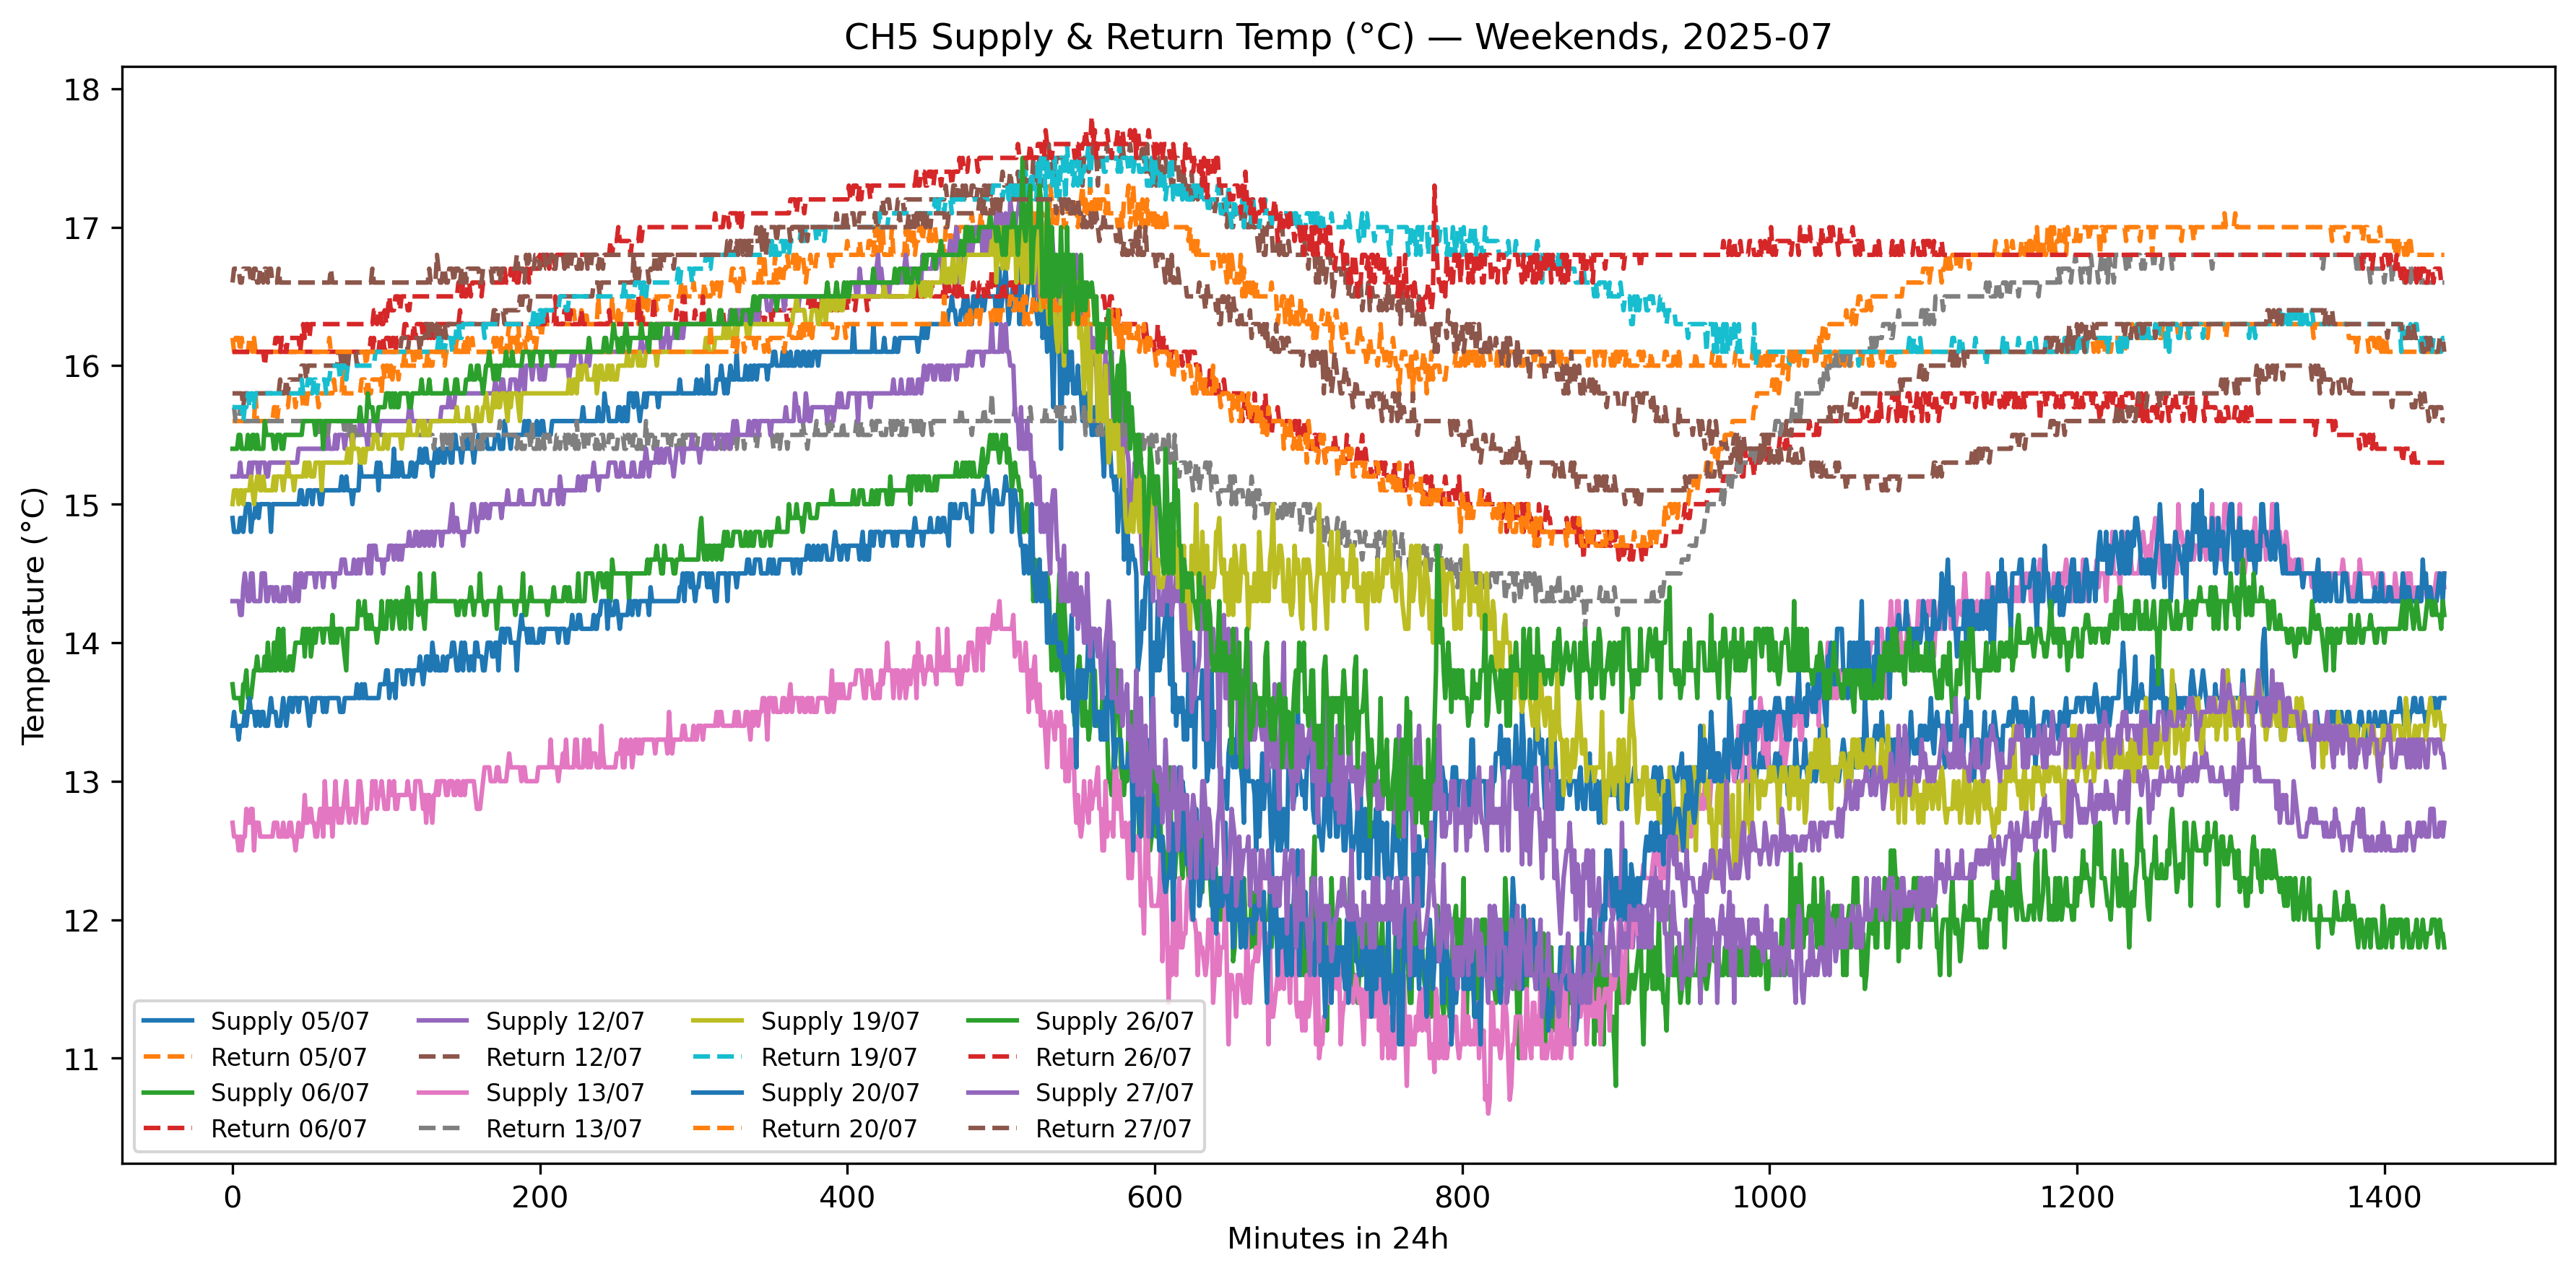 CH5 Supply & Return Temp (°C) — Weekends, 2025-07
Temperature (°C)
18
17
16
15
14
13
12
11
Supply 05/07
Return 05/07
Supply 06/07
Return 06/07
Supply 12/07
Return 12/07
Supply 13/07
Return 13/07
Supply 19/07
Return 19/07
Supply 20/07
Return 20/07
Supply 26/07
Return 26/07
Supply 27/07
Return 27/07
0 200 400 600 800 1000 1200 1400
Minutes in 24h